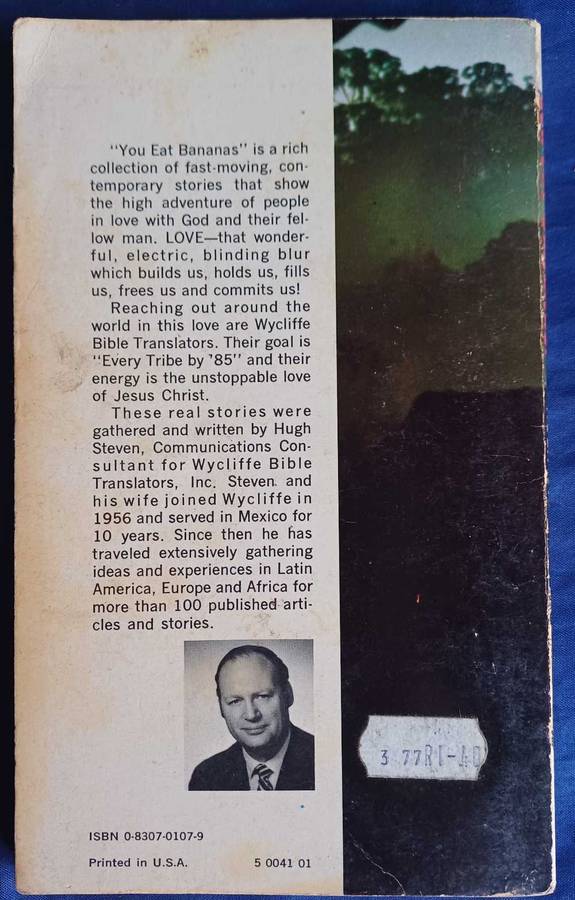 "You Eat Bananas" is a rich
collection of fast-moving, con-
temporary stories that show
the high adventure of people
in love with God and their fel-
low man. LOVE—that wonder-
ful, electric, blinding blur
which builds us, holds us, fills
us, frees us and commits us!
Reaching out around the
world in this love are Wycliffe
Bible Translators. Their goal is
"Every Tribe by '85" and their
energy is the unstoppable love
of Jesus Christ.
These real stories were
gathered and written by Hugh
Steven, Communications Con-
sultant for Wycliffe Bible
Translators, Inc. Steven and
his wife joined Wycliffe in
1956 and served in Mexico for
10 years. Since then he has
traveled extensively gathering
ideas and experiences in Latin
America, Europe and Africa for
more than 100 published arti-
cles and stories.
3 77
ISBN 0-8307-0107-9
Printed in U.S.A. 5 0041 01